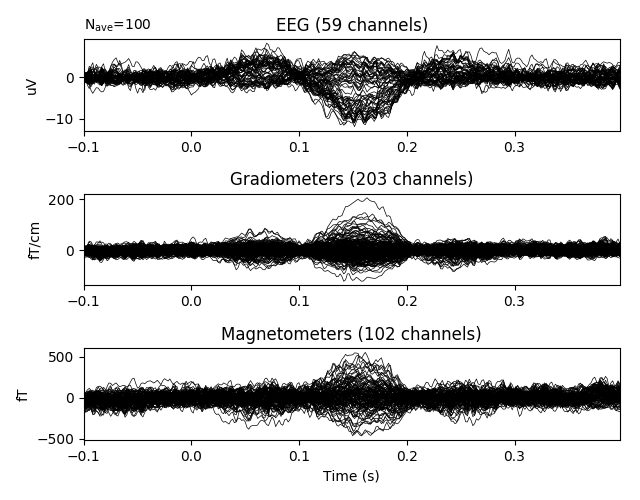 N_ave=100
EEG (59 channels)
uV
0
−10
−0.1 0.0 0.1 0.2 0.3
Gradiometers (203 channels)
fT/cm
200
0
−0.1 0.0 0.1 0.2 0.3
Magnetometers (102 channels)
fT
500
0
−500
−0.1 0.0 0.1 0.2 0.3
Time (s)